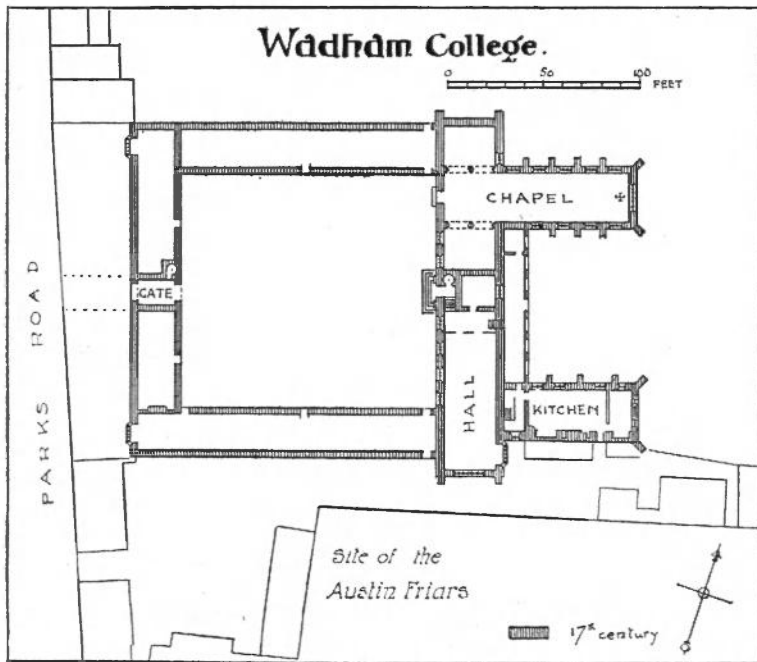 Wadham College.
0 50 100
FEET
CHAPEL
GATE
PARKS ROAD
HALL
KITCHEN
Site of the
Austin Friars
17th century